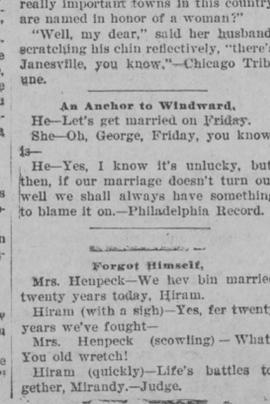 really important towns in this country
are named in honor of a woman?"
"Well, my dear," said her husband
scratching his chin reflectively, "there's
Janesville, you know,"—Chicago Trib
une.
An Anchor to Windward,
He—Let's get married on Friday.
She—Oh, George, Friday, you know
is—
He—Yes, I know it's unlucky, but
then, if our marriage doesn't turn ou
well we shall always have something
to blame it on.—Philadelphia Record.
Forgot Himself,
Mrs. Henpeck—We hev bin married
twenty years today, Hiram.
Hiram (with a sigh)—Yes, fer twent
years we've fought—
Mrs. Henpeck (scowling) — What
You old wretch!
Hiram (quickly)—Life's battles to
gether, Mirandy.—Judge.